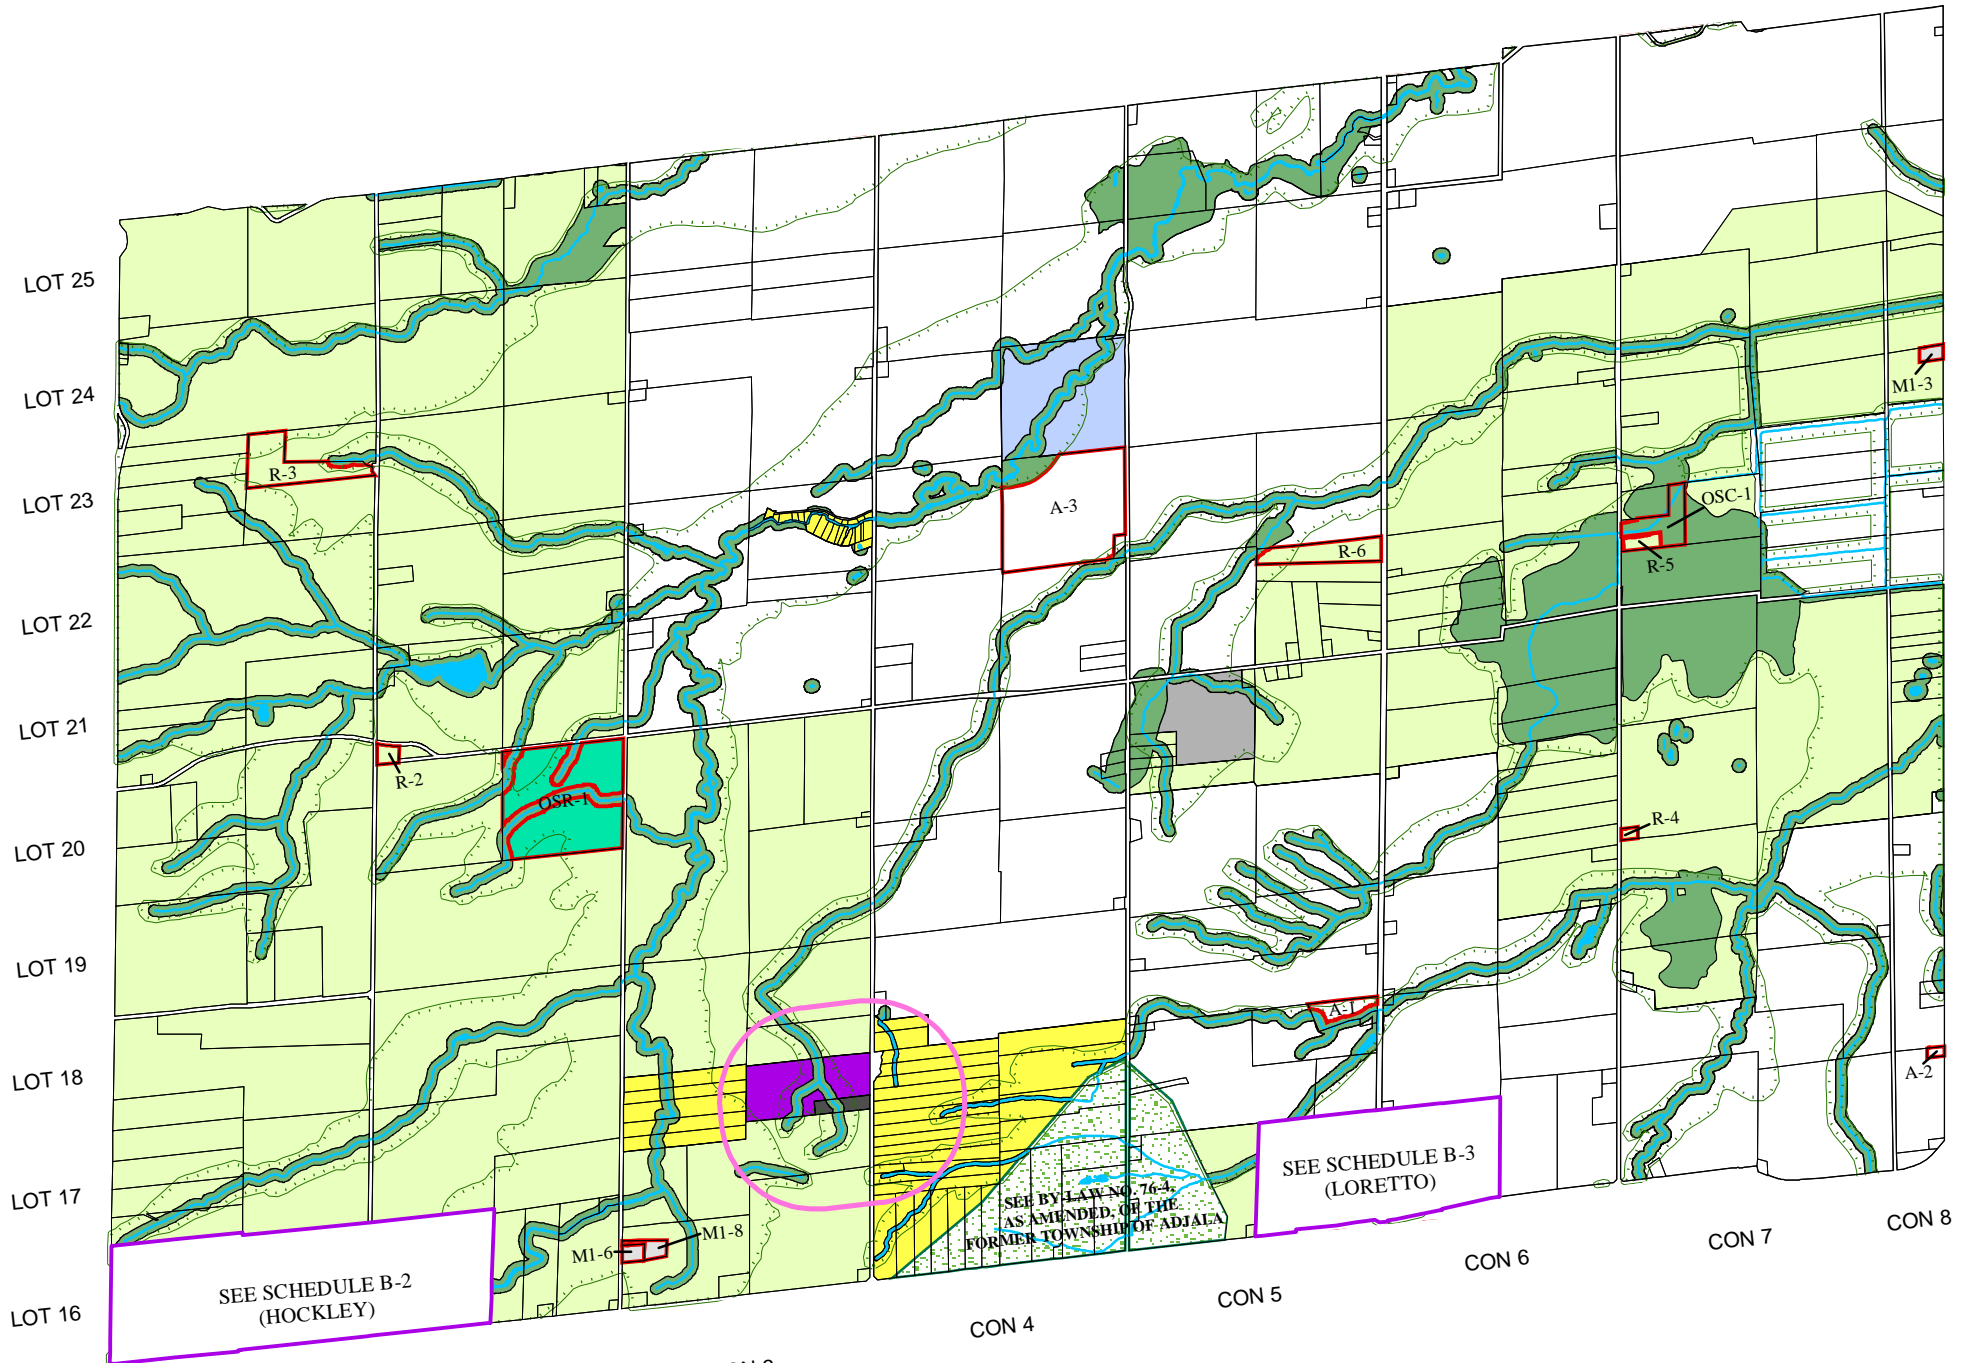 LOT 25
LOT 24
M1-3
R-3
LOT 23
OSC-1
A-3
R-6
R-5
LOT 22
LOT 21
R-2
OSR-1
R-4
LOT 20
LOT 19
A-1
LOT 18
A-2
LOT 17
SEE SCHEDULE B-3
(LORETTO)
SEE BY-LAW NO. 76-4,
AS AMENDED, OF THE
FORMER TOWNSHIP OF ADJALA
M1-6
M1-8
SEE SCHEDULE B-2
(HOCKLEY)
LOT 16
CON 4
CON 5
CON 6
CON 7
CON 8